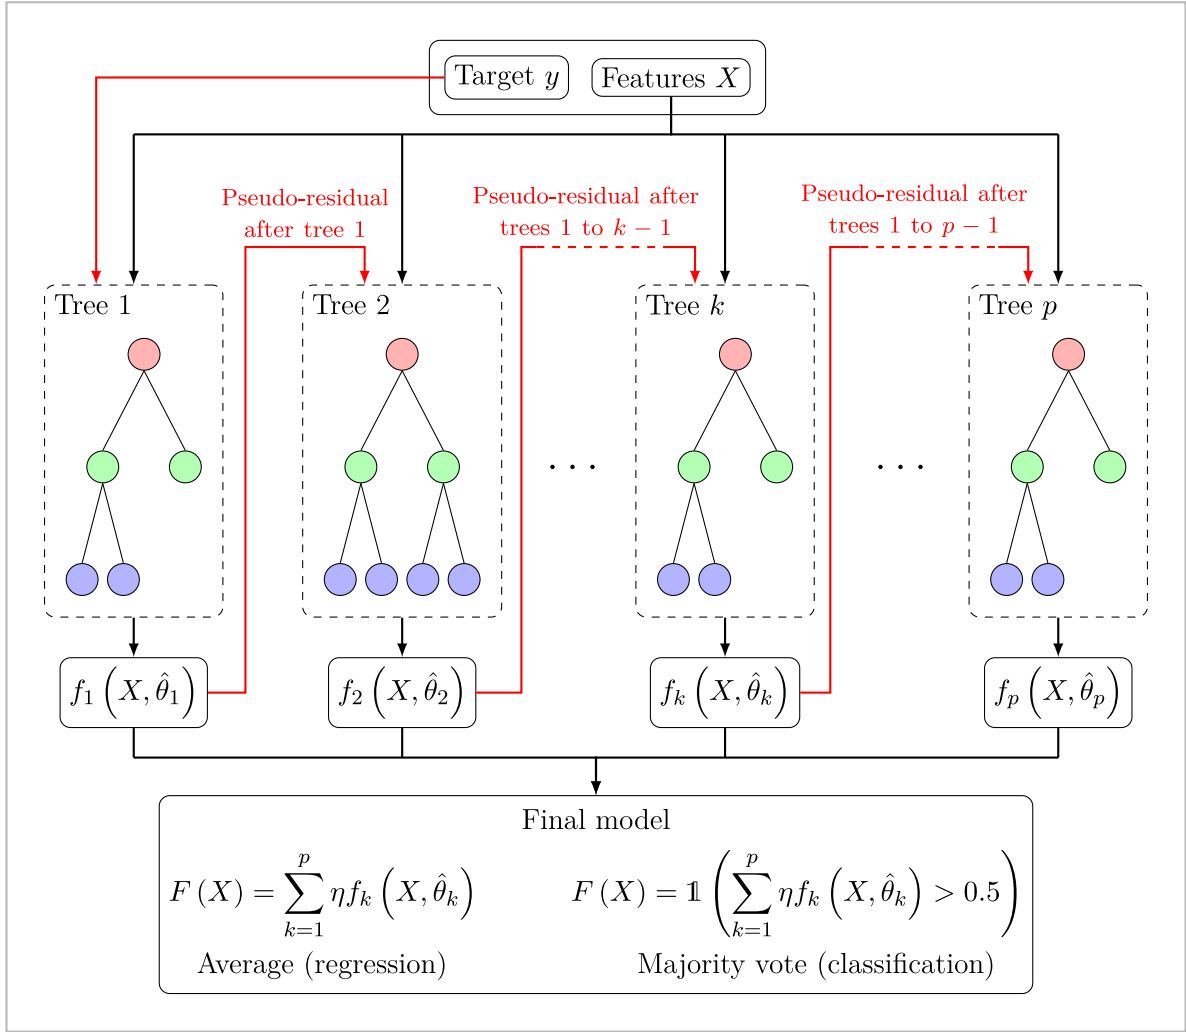 Target y
Features X
Pseudo-residual
after tree 1
Pseudo-residual after
trees 1 to k − 1
Pseudo-residual after
trees 1 to p − 1
Tree 1
Tree 2
Tree k
Tree p
···
···
f₁(X, θ̂₁)
f₂(X, θ̂₂)
fₖ(X, θ̂ₖ)
fₚ(X, θ̂ₚ)
Final model
F(X) = ∑ₖ₌₁ᵖ ηfₖ(X, θ̂ₖ)
F(X) = 𝟙(∑ₖ₌₁ᵖ ηfₖ(X, θ̂ₖ) > 0.5)
Average (regression)
Majority vote (classification)